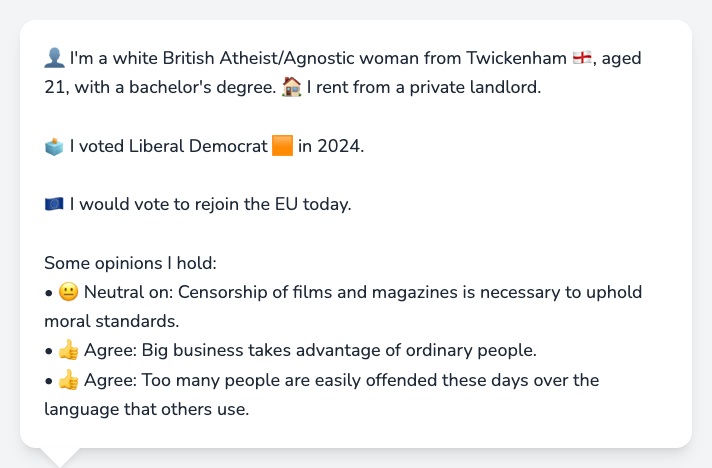 👤 I'm a white British Atheist/Agnostic woman from Twickenham 🏴󠁧󠁢󠁥󠁮󠁧󠁿, aged
21, with a bachelor's degree. 🏠 I rent from a private landlord.
🗳️ I voted Liberal Democrat 🟧 in 2024.
🇪🇺 I would vote to rejoin the EU today.
Some opinions I hold:
• 😐 Neutral on: Censorship of films and magazines is necessary to uphold
moral standards.
• 👍 Agree: Big business takes advantage of ordinary people.
• 👍 Agree: Too many people are easily offended these days over the
language that others use.